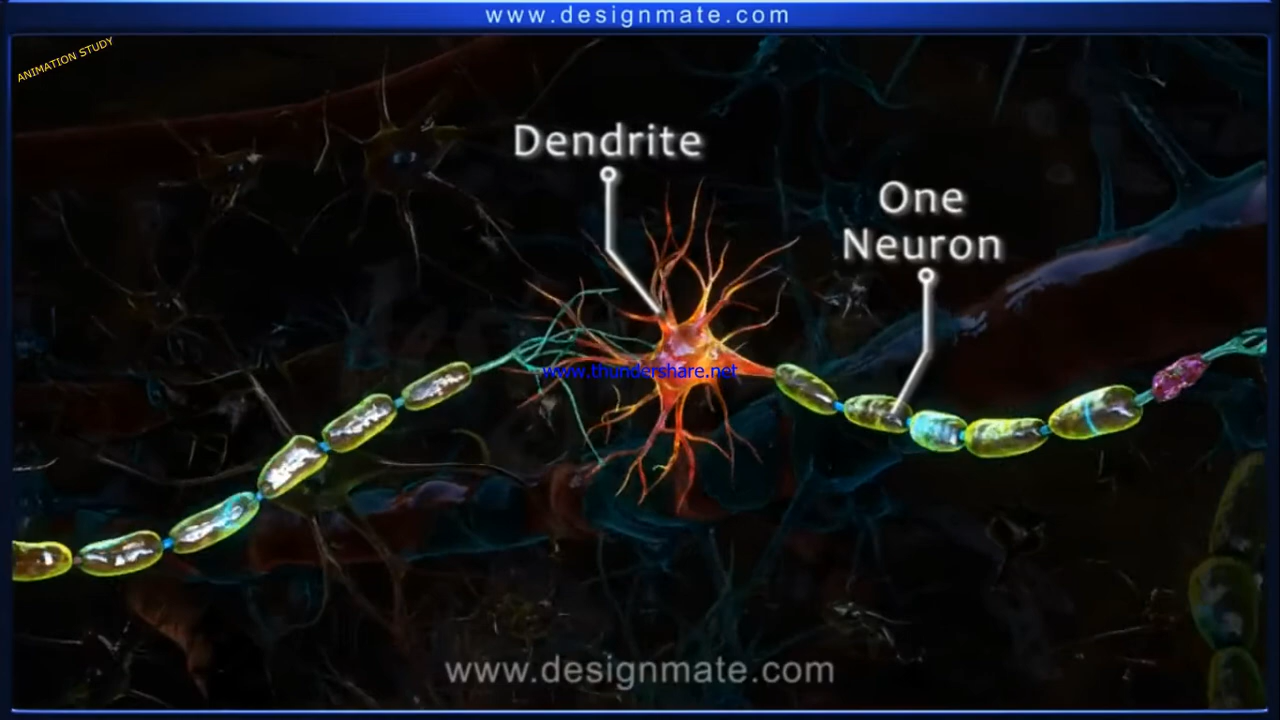 www.designmate.com
ANIMATION STUDY
Dendrite
One
Neuron
www.thundershare.net
www.designmate.com